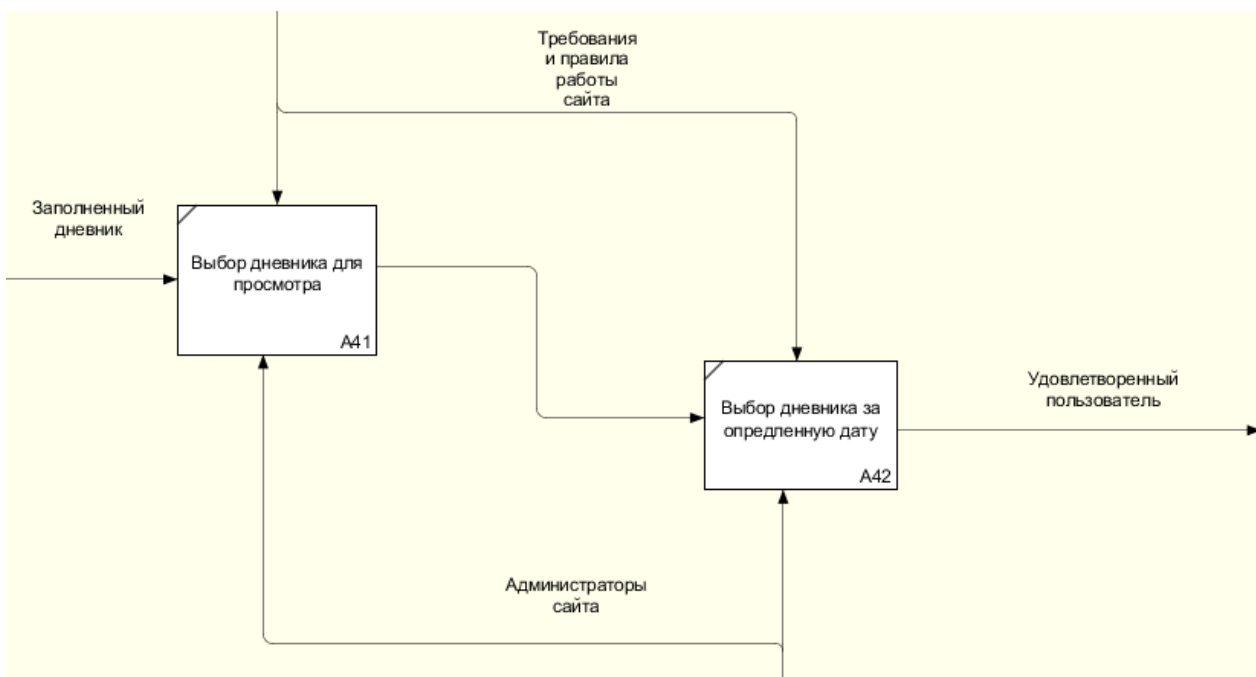 Требования
и правила
работы
сайта
Заполненный
дневник
Выбор дневника для
просмотра
A41
Удовлетворенный
пользователь
Выбор дневника за
опредленную дату
A42
Администраторы
сайта